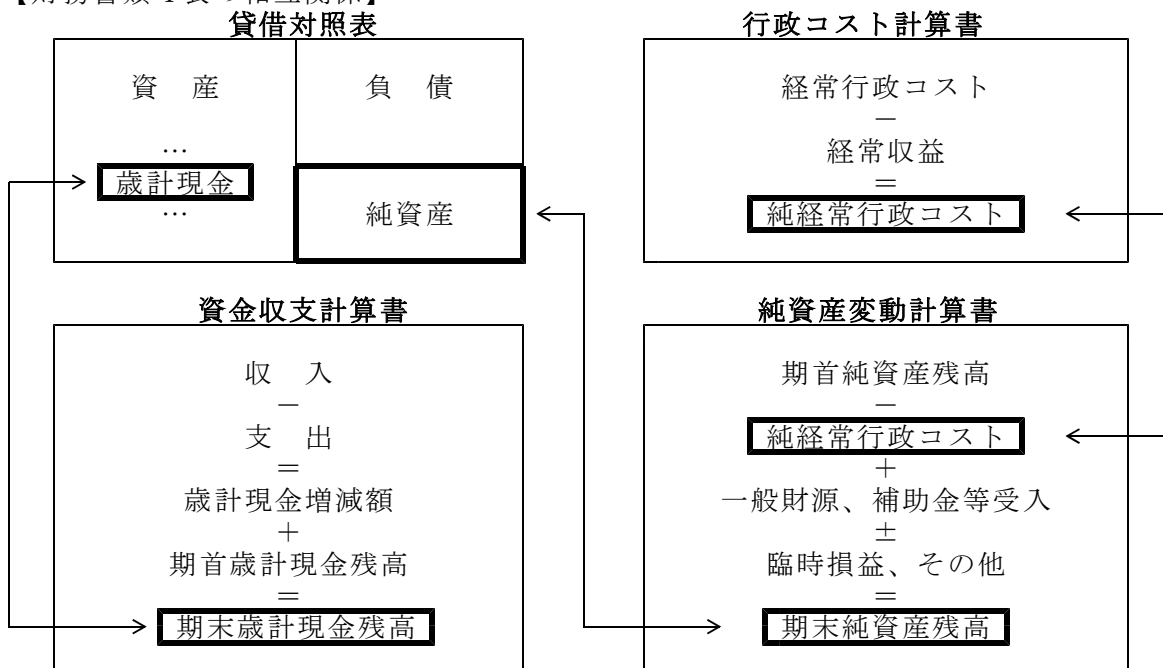 【財務書類４表の相互関係】
貸借対照表
資　産
負　債
…
歳計現金
…
純資産
行政コスト計算書
経常行政コスト
－
経常収益
＝
純経常行政コスト
資金収支計算書
収　入
－
支　出
＝
歳計現金増減額
＋
期首歳計現金残高
＝
期末歳計現金残高
純資産変動計算書
期首純資産残高
－
純経常行政コスト
＋
一般財源、補助金等受入
±
臨時損益、その他
＝
期末純資産残高